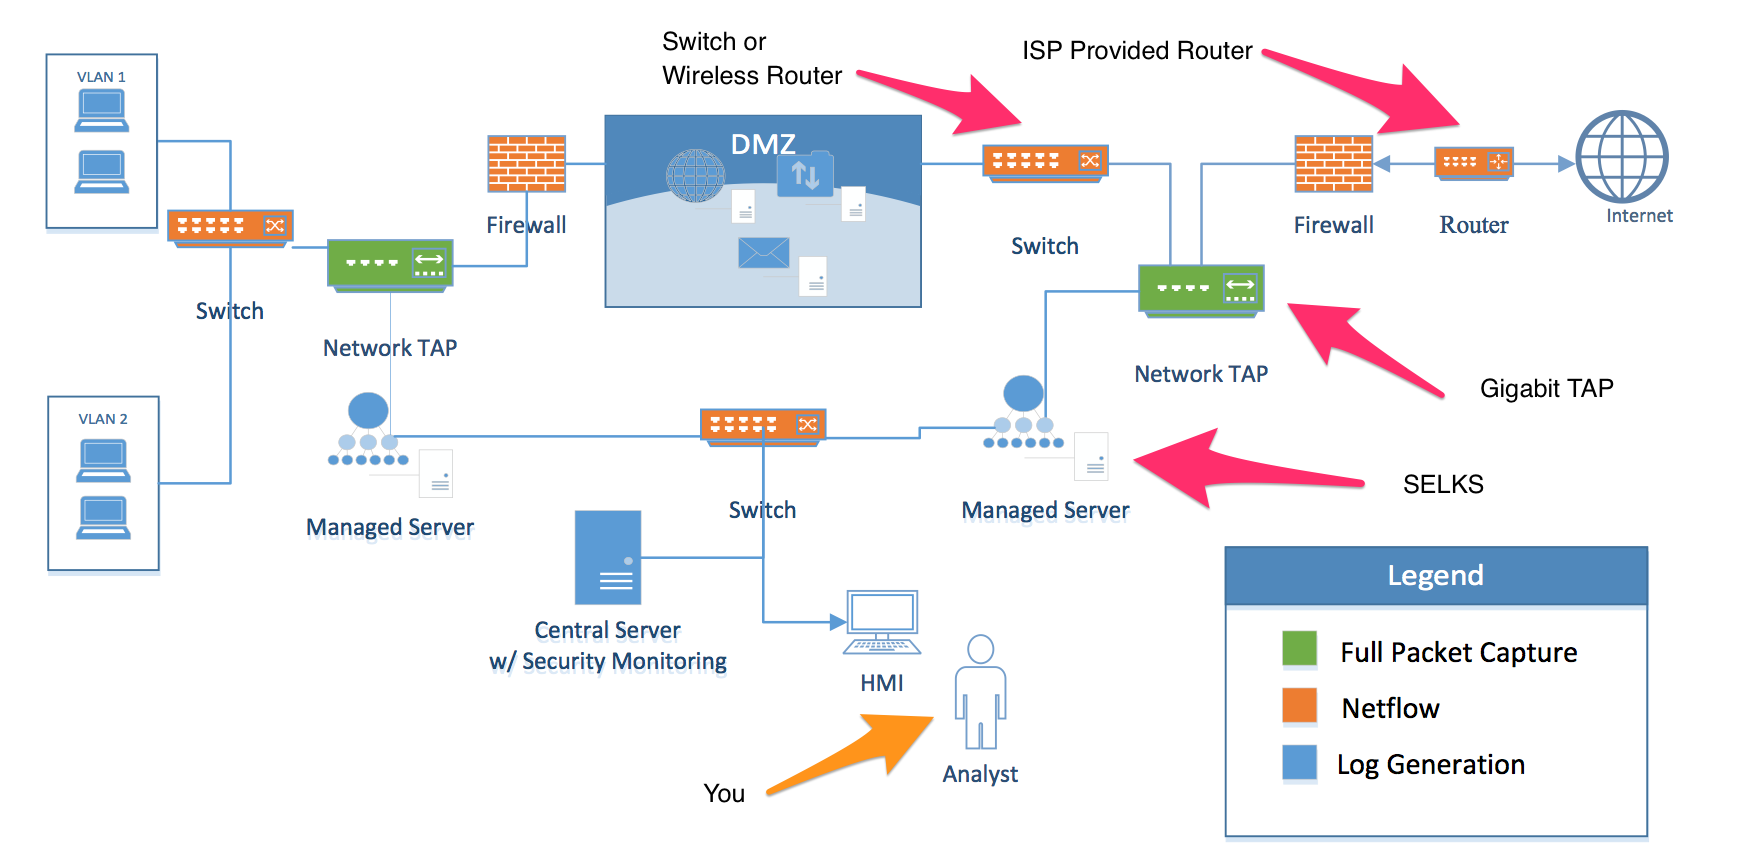 Switch or
Wireless Router
ISP Provided Router
VLAN 1
DMZ
Firewall
Switch
Firewall
Router
Internet
Switch
Network TAP
Network TAP
Gigabit TAP
VLAN 2
SELKS
Managed Server
Switch
Managed Server
Central Server
w/ Security Monitoring
HMI
You
Analyst
Legend
Full Packet Capture
Netflow
Log Generation